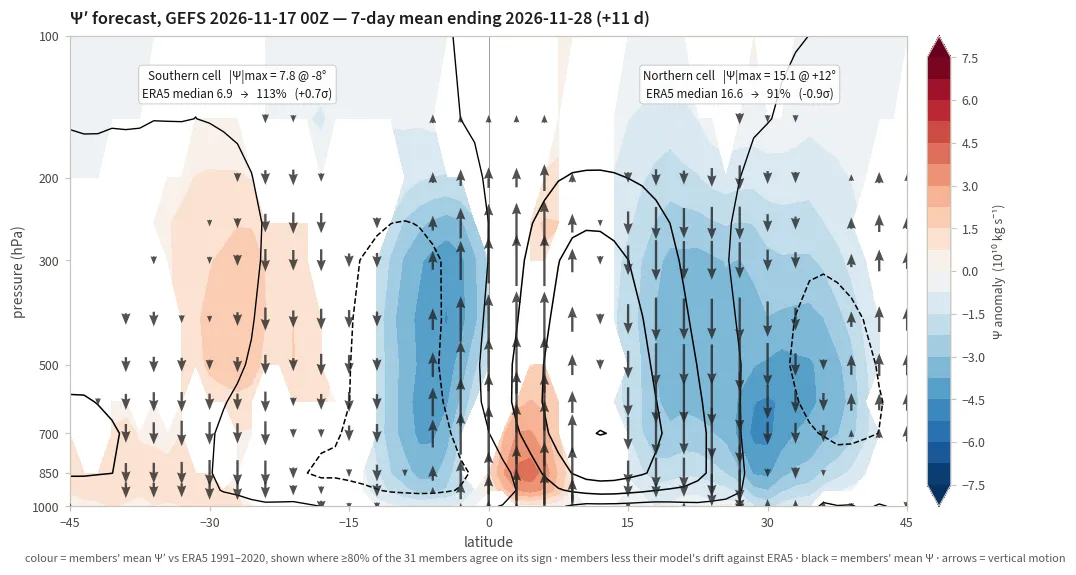 Ψ′ forecast, GEFS 2026-11-17 00Z — 7-day mean ending 2026-11-28 (+11 d)
Southern cell |Ψ|max = 7.8 @ -8°
ERA5 median 6.9 → 113% (+0.7σ)
Northern cell |Ψ|max = 15.1 @ +12°
ERA5 median 16.6 → 91% (-0.9σ)
pressure (hPa)
100
200
300
400
500
700
850
1000
−45
−30
−15
0
15
30
45
latitude
7.5
6.0
4.5
3.0
1.5
0.0
−1.5
−3.0
−4.5
−6.0
−7.5
Ψ anomaly (10¹⁰ kg s⁻¹)
colour = members' mean Ψ′ vs ERA5 1991–2020, shown where ≥80% of the 31 members agree on its sign · members less their model's drift against ERA5 · black = members' mean Ψ · arrows = vertical motion